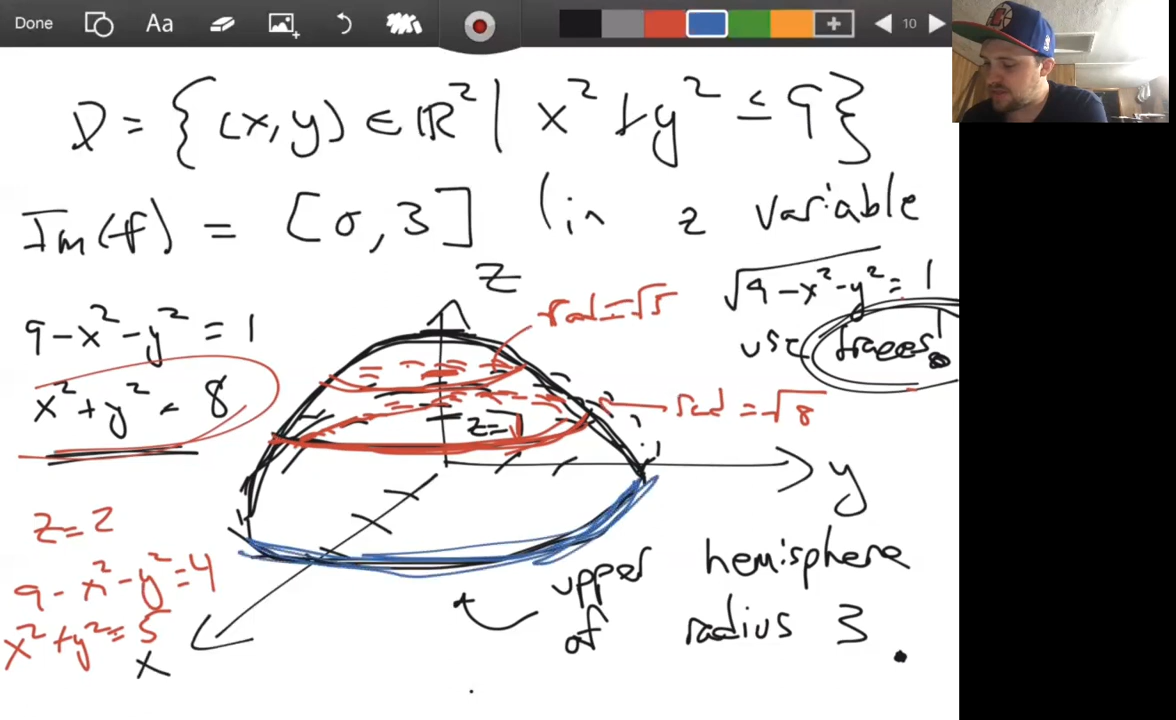 Done Aa 10
D = {(x,y) ∈ ℝ² | x² + y² ≤ 9}
Im(f) = [0, 3] (in z variable
z
√9 - x² - y² = 1
rad = √5
use traces!
9 - x² - y² = 1
x² + y² = 8
rad = √8
z=1
y
z = 2
9 - x² - y² = 4
x² + y² = 5
x
upper hemisphere
of radius 3.